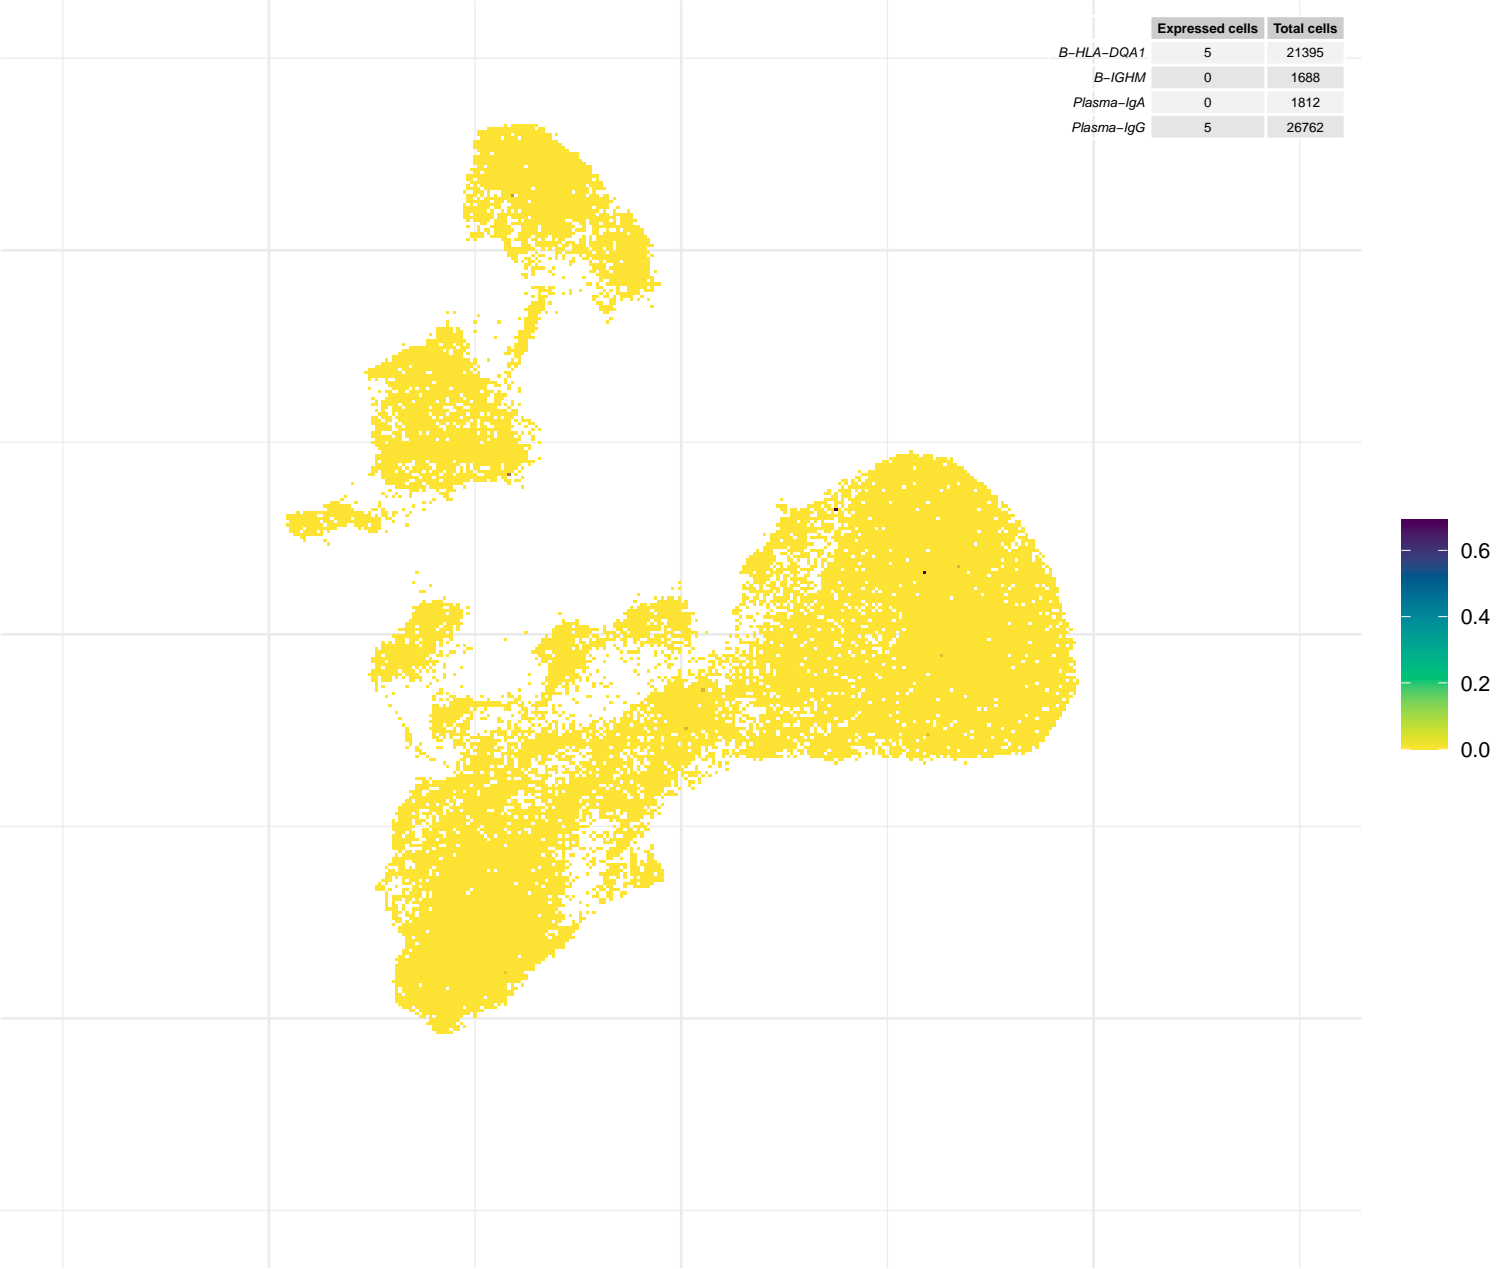 Expressed cells Total cells
B−HLA−DQA1 5 21395
B−IGHM 0 1688
Plasma−IgA 0 1812
Plasma−IgG 5 26762
0.6
0.4
0.2
0.0